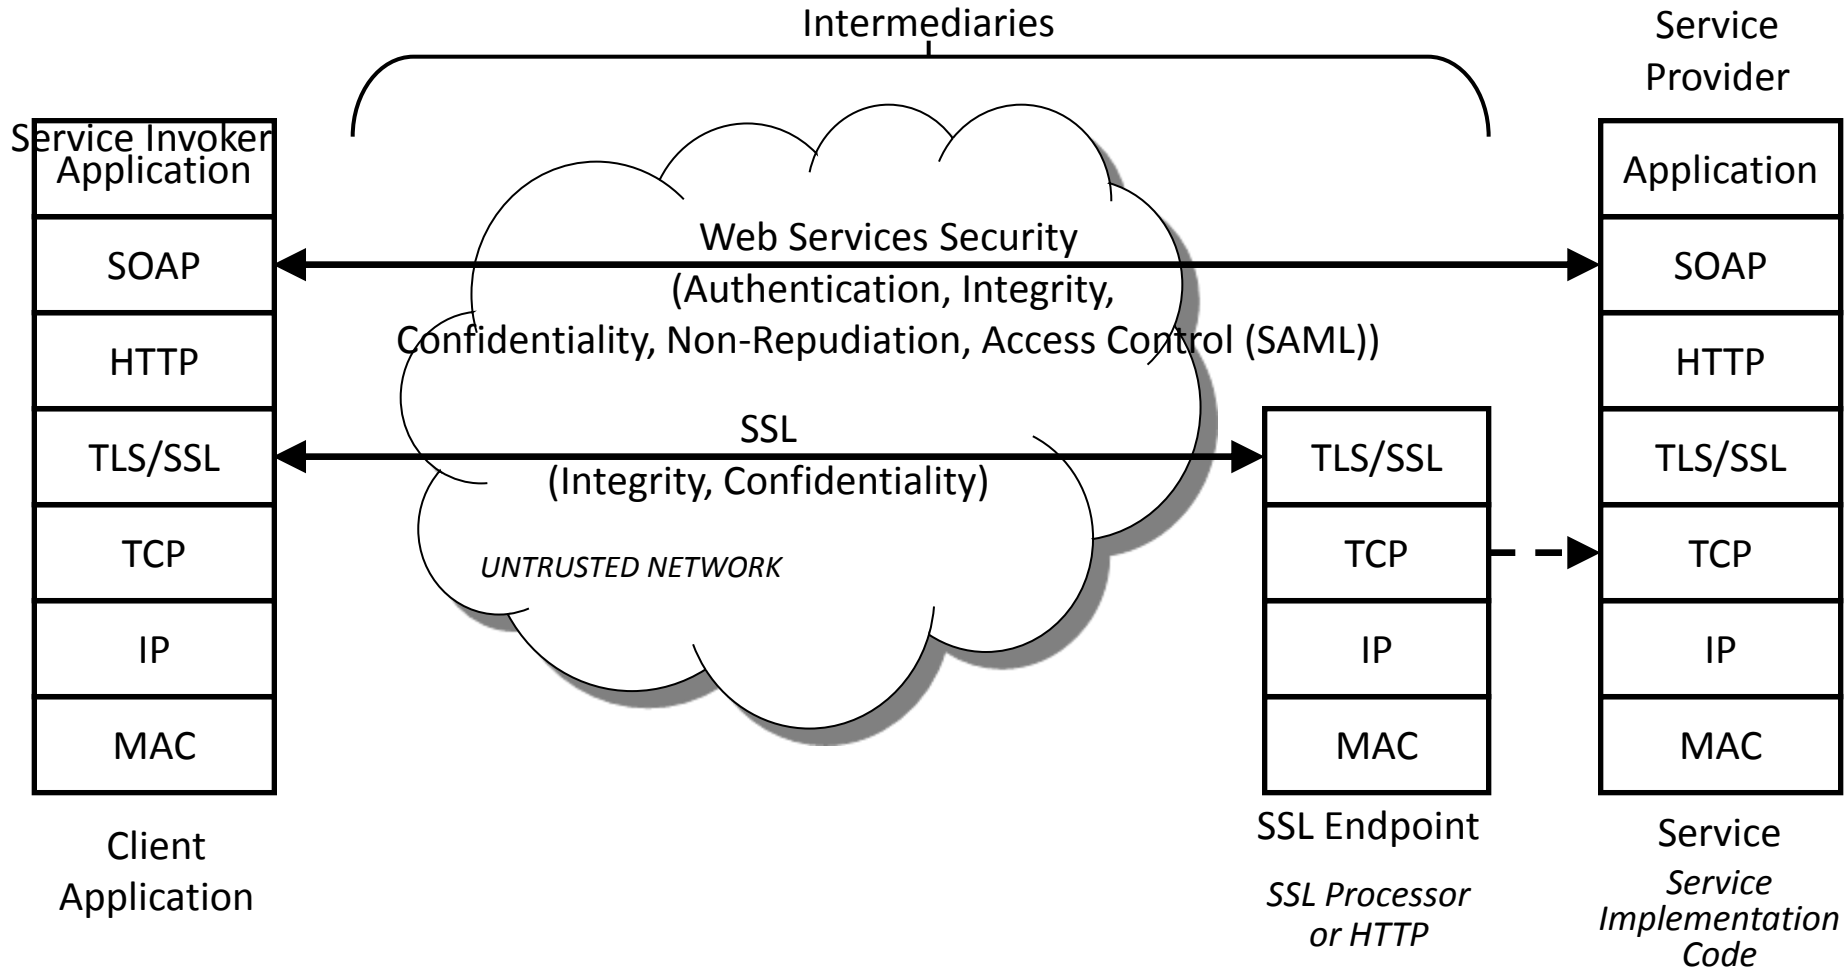 Intermediaries
Service
Provider
Service Invoker
Application
SOAP
HTTP
TLS/SSL
TCP
IP
MAC
Client
Application
Web Services Security
(Authentication, Integrity,
Confidentiality, Non-Repudiation, Access Control (SAML))
SSL
(Integrity, Confidentiality)
UNTRUSTED NETWORK
TLS/SSL
TCP
IP
MAC
SSL Endpoint
SSL Processor
or HTTP
Application
SOAP
HTTP
TLS/SSL
TCP
IP
MAC
Service
Service
Implementation
Code